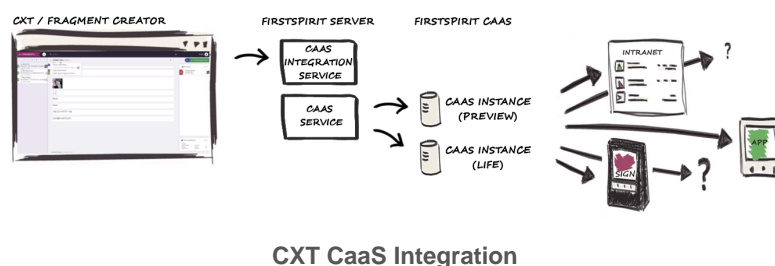 CXT / FRAGMENT CREATOR
FIRSTSPIRIT SERVER
FIRSTSPIRIT CAAS
CAAS
INTEGRATION
SERVICE
CAAS
SERVICE
CAAS INSTANCE
(PREVIEW)
CAAS INSTANCE
(LIFE)
INTRANET
?
APP
SIGN
?
CXT CaaS Integration